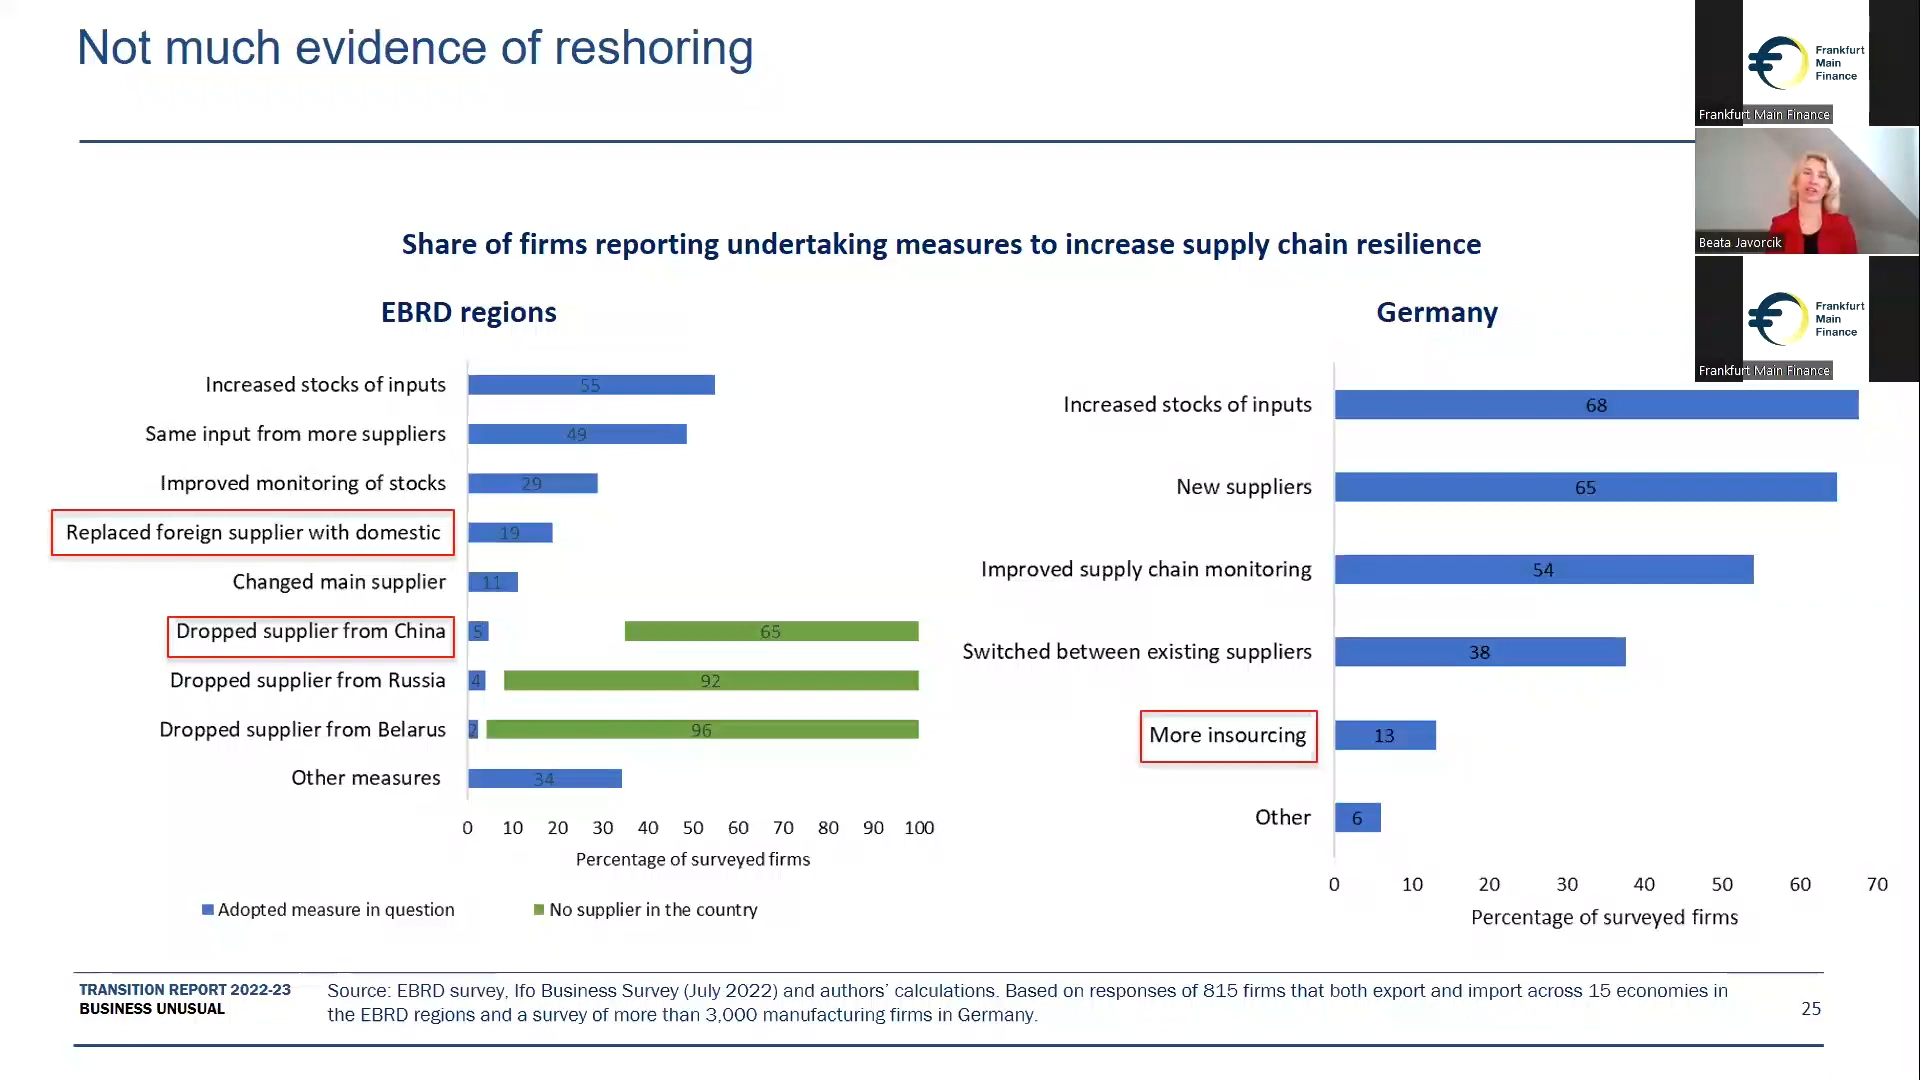 Not much evidence of reshoring
Frankfurt
Main
Finance
Frankfurt Main Finance
Beata Javorcik
Frankfurt
Main
Finance
Frankfurt Main Finance
Share of firms reporting undertaking measures to increase supply chain resilience
EBRD regions
Increased stocks of inputs 55
Same input from more suppliers 49
Improved monitoring of stocks 29
Replaced foreign supplier with domestic 19
Changed main supplier 11
Dropped supplier from China 5 65
Dropped supplier from Russia 4 92
Dropped supplier from Belarus 2 96
Other measures 34
0 10 20 30 40 50 60 70 80 90 100
Percentage of surveyed firms
Adopted measure in question No supplier in the country
Germany
Increased stocks of inputs 68
New suppliers 65
Improved supply chain monitoring 54
Switched between existing suppliers 38
More insourcing 13
Other 6
0 10 20 30 40 50 60 70
Percentage of surveyed firms
TRANSITION REPORT 2022-23
BUSINESS UNUSUAL
Source: EBRD survey, Ifo Business Survey (July 2022) and authors’ calculations. Based on responses of 815 firms that both export and import across 15 economies in
the EBRD regions and a survey of more than 3,000 manufacturing firms in Germany.
25